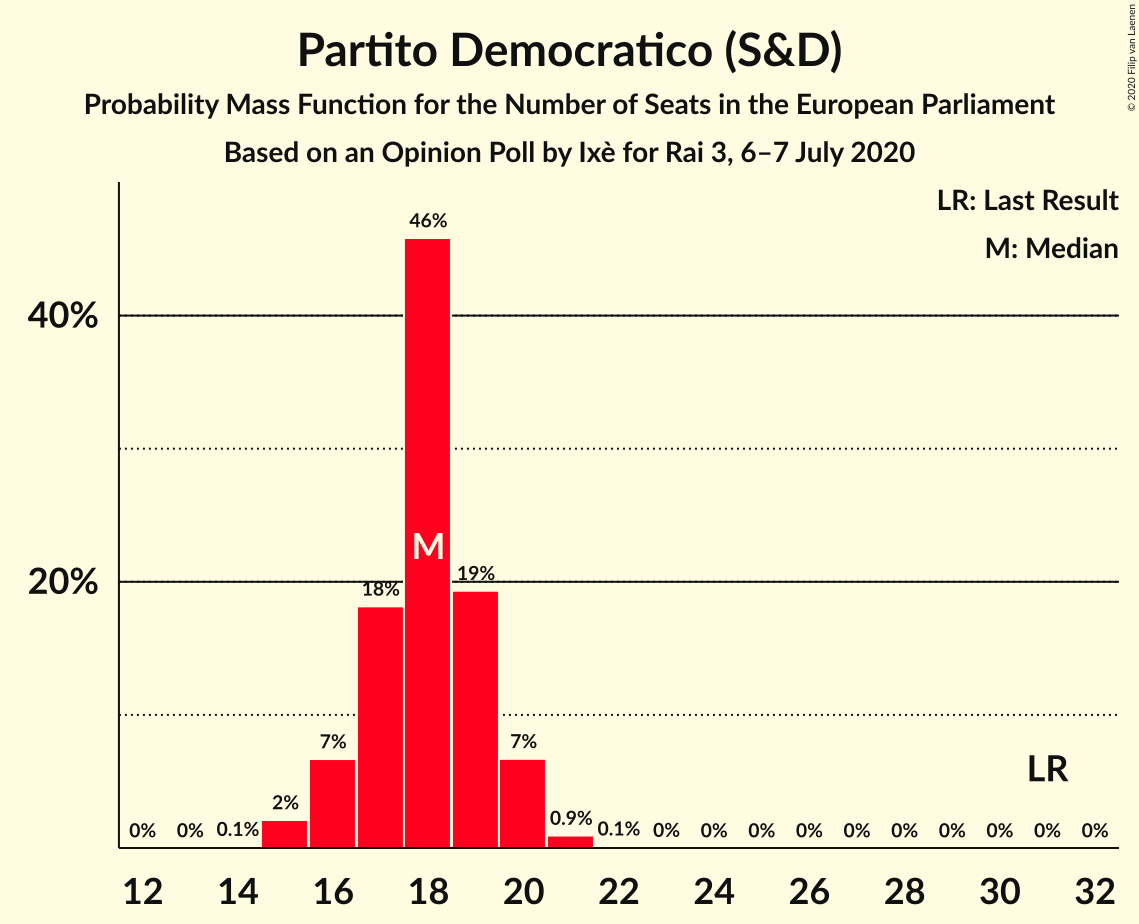 Partito Democratico (S&D)
Probability Mass Function for the Number of Seats in the European Parliament
Based on an Opinion Poll by Ixè for Rai 3, 6–7 July 2020
© 2020 Filip van Laenen
LR: Last Result
M: Median
40%
20%
0% 0% 0.1% 2% 7% 18% 46% 19% 7% 0.9% 0.1% 0% 0% 0% 0% 0% 0% 0% 0% 0% 0%
M
LR
12 14 16 18 20 22 24 26 28 30 32